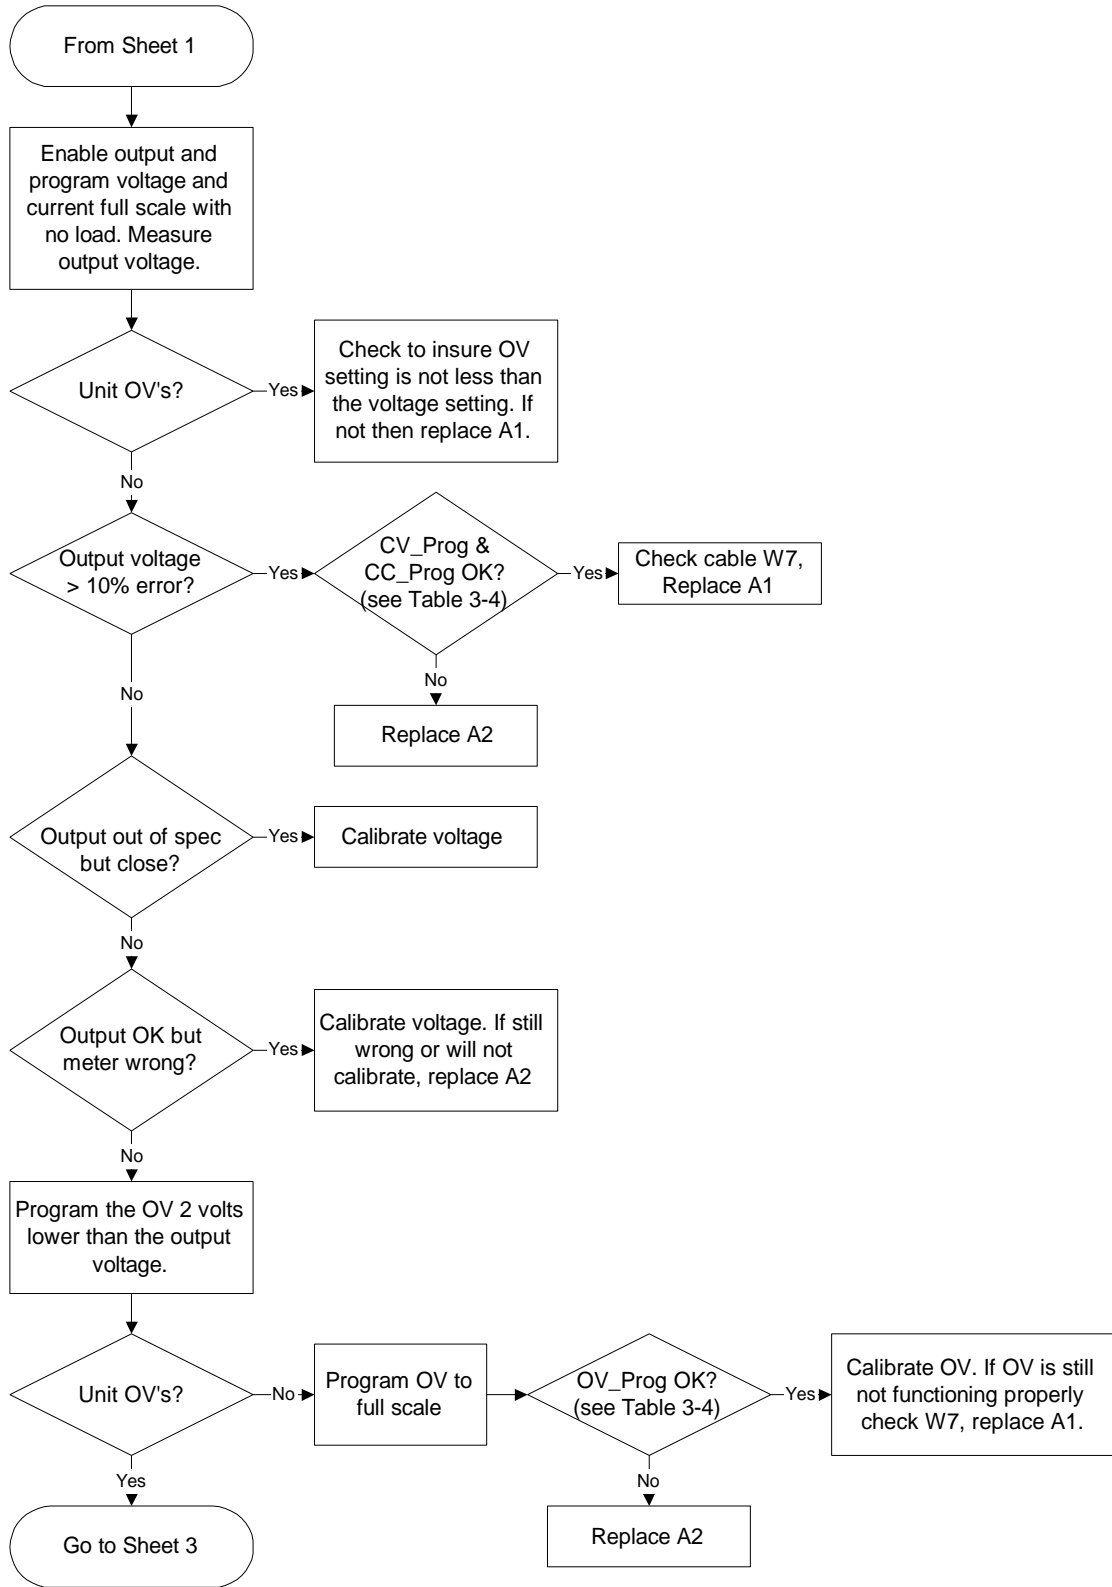 From Sheet 1
Enable output and
program voltage and
current full scale with
no load. Measure
output voltage.
Unit OV's?
Yes
Check to insure OV
setting is not less than
the voltage setting. If
not then replace A1.
No
Output voltage
> 10% error?
Yes
CV_Prog &
CC_Prog OK?
(see Table 3-4)
Yes
Check cable W7,
Replace A1
No
Replace A2
No
Output out of spec
but close?
Yes
Calibrate voltage
No
Output OK but
meter wrong?
Yes
Calibrate voltage. If still
wrong or will not
calibrate, replace A2
No
Program the OV 2 volts
lower than the output
voltage.
Unit OV's?
No
Program OV to
full scale
OV_Prog OK?
(see Table 3-4)
Yes
Calibrate OV. If OV is still
not functioning properly
check W7, replace A1.
No
Replace A2
Yes
Go to Sheet 3